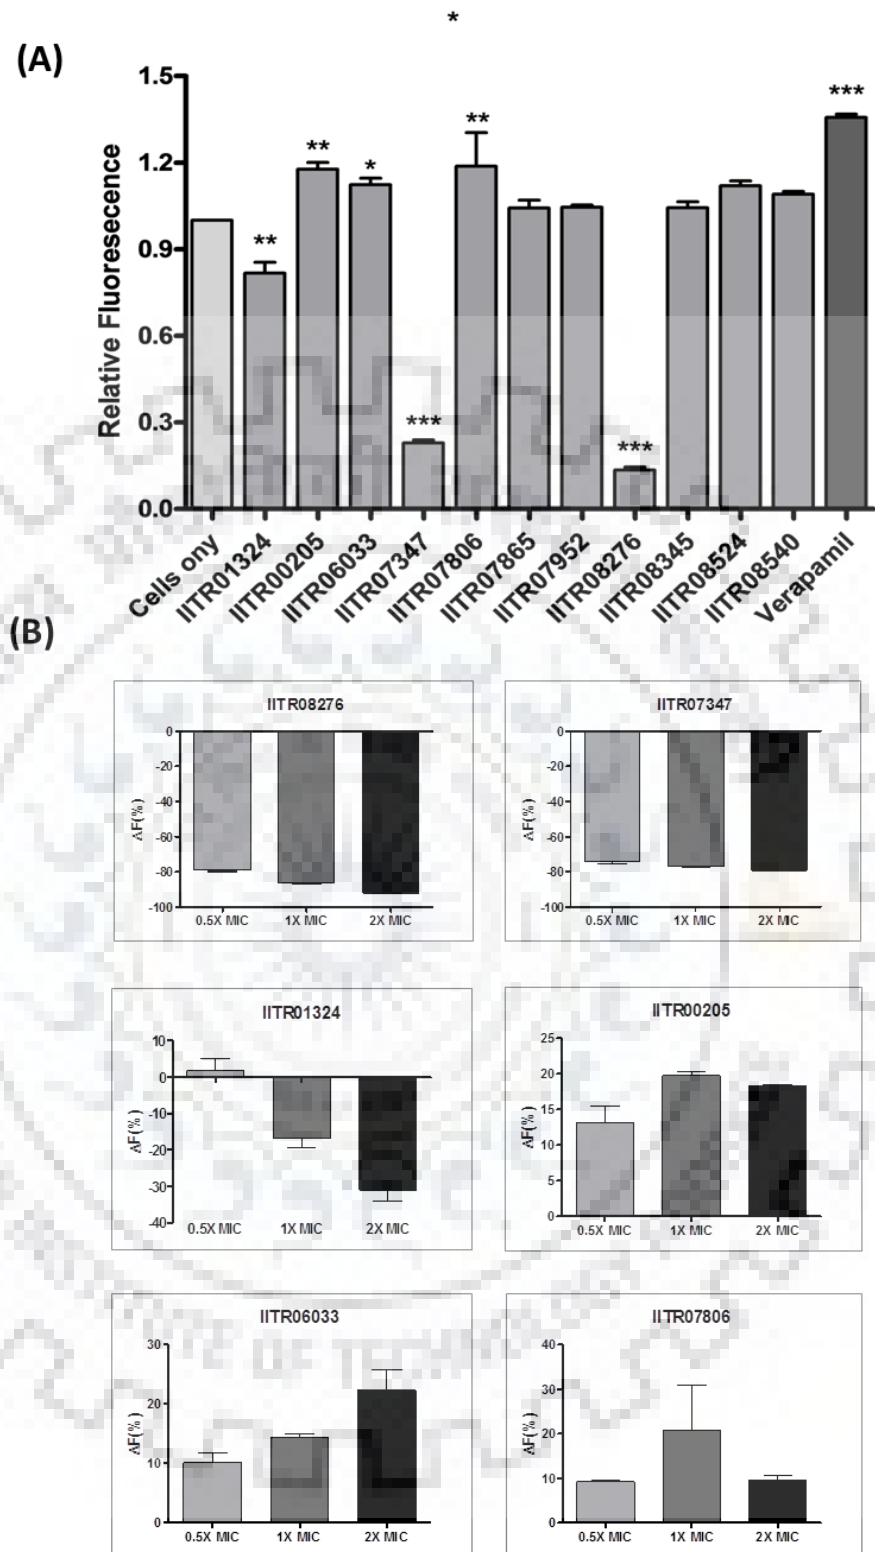 *
(A)
Relative Fluoresecence
1.5
1.2
0.9
0.6
0.3
0.0
** ** * *** ** *** ***
Cells ony IITR01324 IITR00205 IITR06033 IITR07347 IITR07806 IITR07865 IITR07952 IITR08276 IITR08345 IITR08524 IITR08540 Verapamil
(B)
IITR08276
ΔF(%)
0
-20
-40
-60
-80
-100
0.5X MIC 1X MIC 2X MIC
IITR07347
ΔF(%)
0
-20
-40
-60
-80
-100
0.5X MIC 1X MIC 2X MIC
IITR01324
ΔF(%)
10
0
-10
-20
-30
-40
0.5X MIC 1X MIC 2X MIC
IITR00205
ΔF(%)
25
20
15
10
5
0
0.5X MIC 1X MIC 2X MIC
IITR06033
ΔF(%)
30
20
10
0
0.5X MIC 1X MIC 2X MIC
IITR07806
ΔF(%)
40
30
20
10
0
0.5X MIC 1X MIC 2X MIC